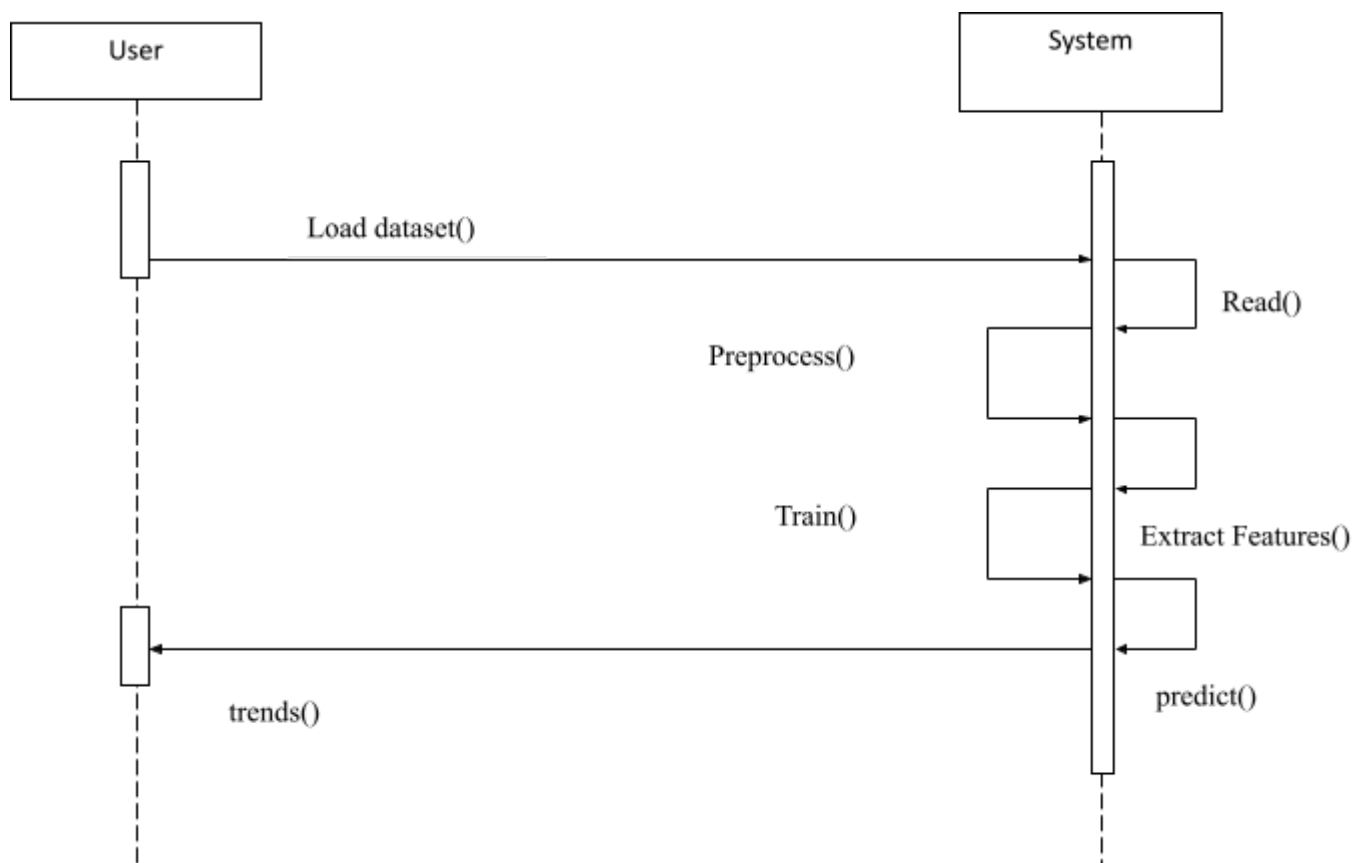 User
System
Load dataset()
Read()
Preprocess()
Train()
Extract Features()
predict()
trends()